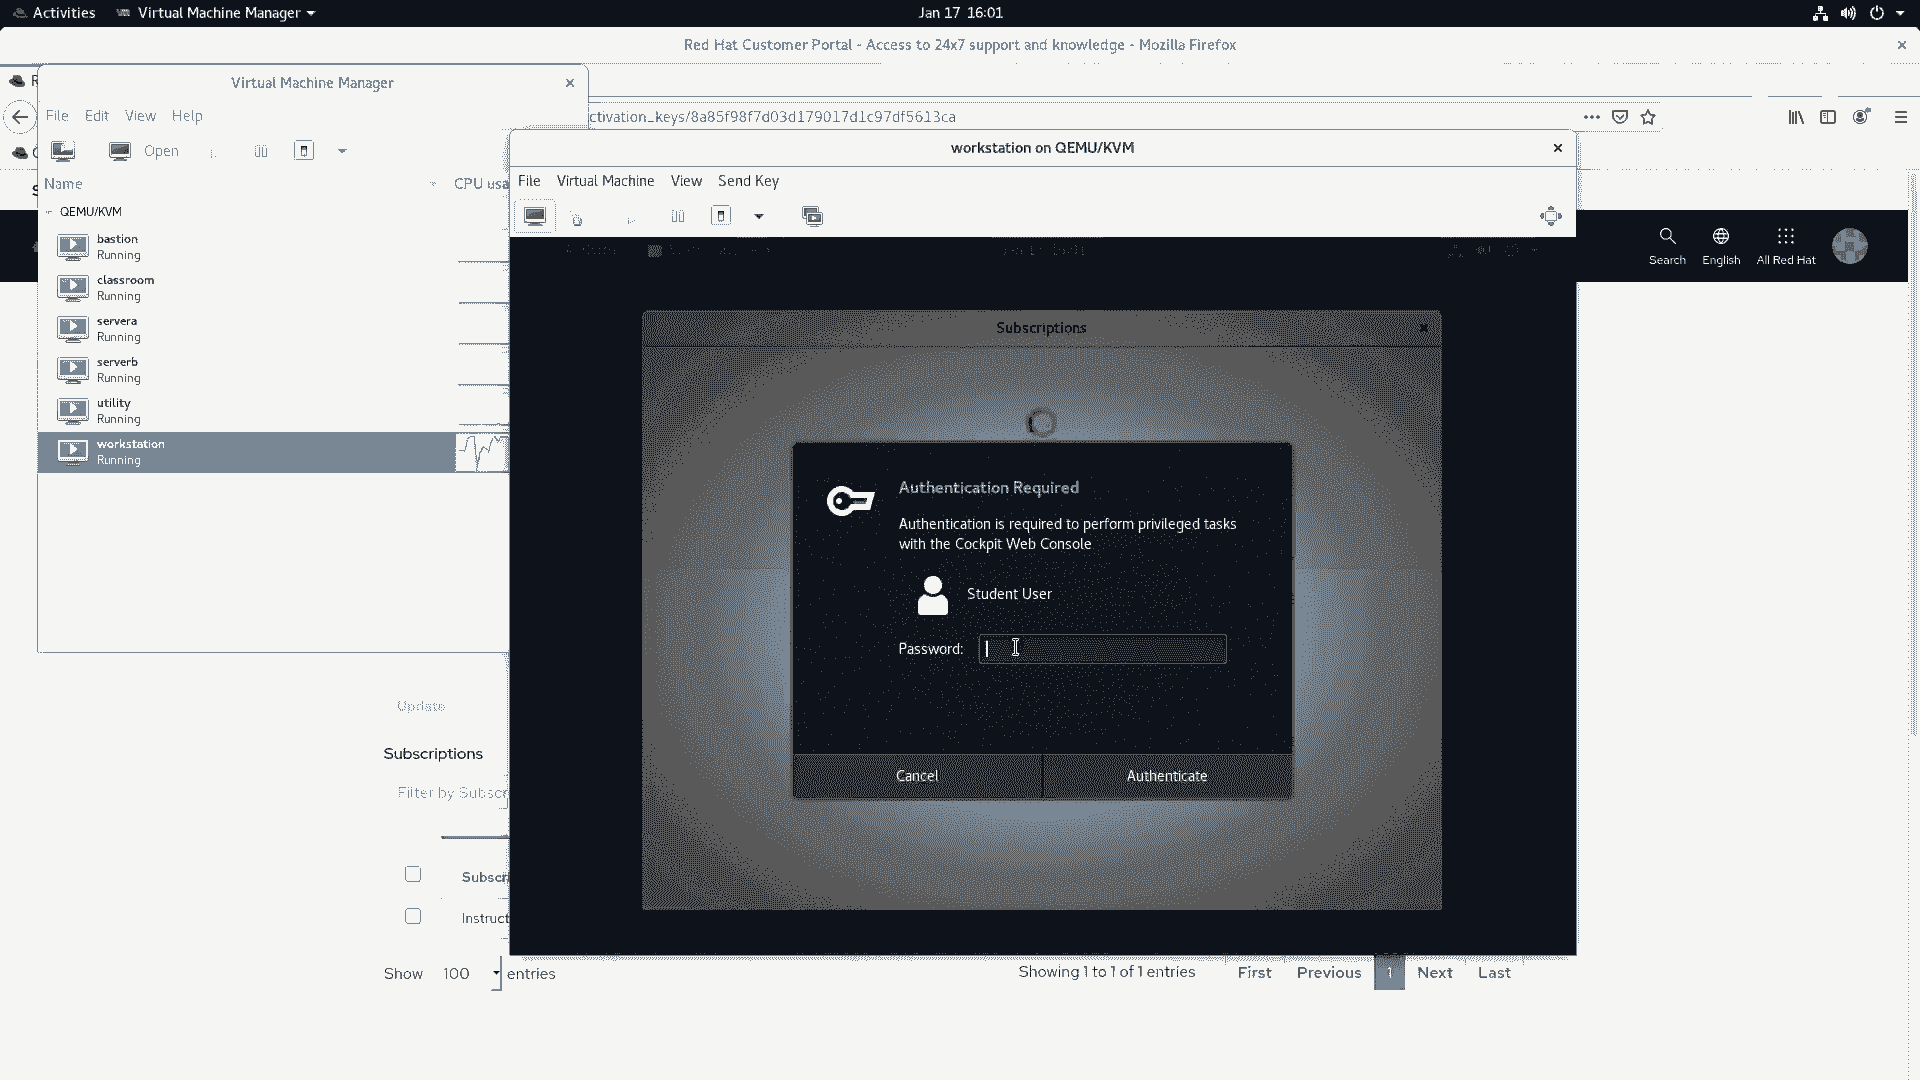 Activities
Virtual Machine Manager
Jan 17 16:01
Red Hat Customer Portal - Access to 24x7 support and knowledge - Mozilla Firefox
Virtual Machine Manager
File Edit View Help
ctivation_keys/8a85f98f7d03d179017d1c97df5613ca
Open
Name
CPU usa
QEMU/KVM
bastion
Running
classroom
Running
servera
Running
serverb
Running
utility
Running
workstation
Running
workstation on QEMU/KVM
File Virtual Machine View Send Key
Search
English
All Red Hat
Subscriptions
Authentication Required
Authentication is required to perform privileged tasks
with the Cockpit Web Console
Student User
Password:
Cancel
Authenticate
Update
Subscriptions
Filter by Subscr
Subscr
Instruct
Show 100 entries
Showing 1 to 1 of 1 entries
First Previous 1 Next Last